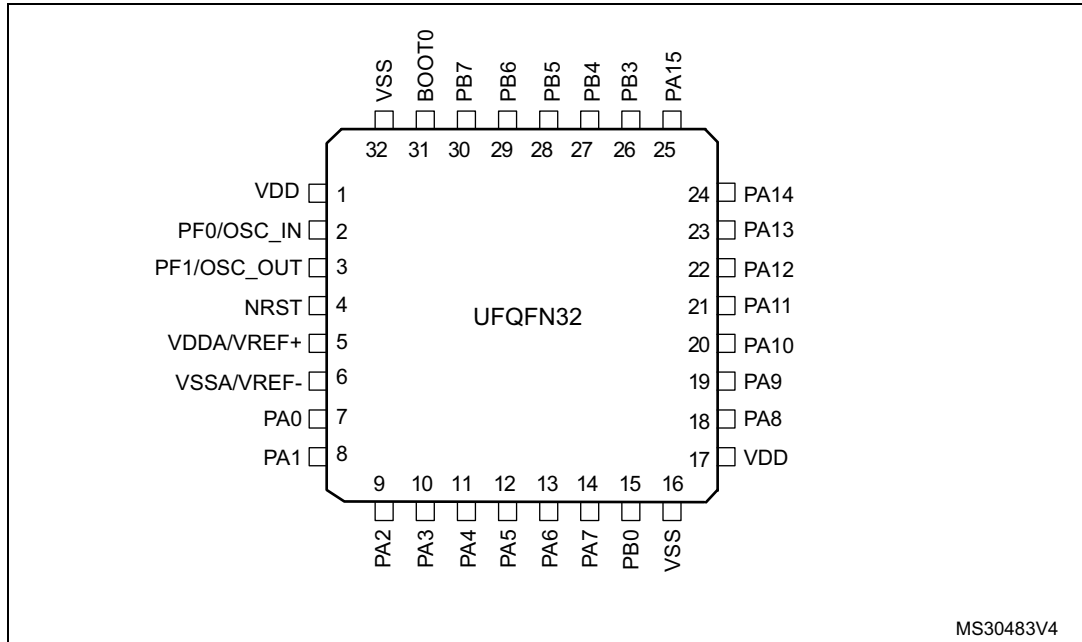 VSS
BOOT0
PB7
PB6
PB5
PB4
PB3
PA15
32 31 30 29 28 27 26 25
VDD 1
PF0/OSC_IN 2
PF1/OSC_OUT 3
NRST 4
VDDA/VREF+ 5
VSSA/VREF- 6
PA0 7
PA1 8
UFQFN32
24 PA14
23 PA13
22 PA12
21 PA11
20 PA10
19 PA9
18 PA8
17 VDD
9 10 11 12 13 14 15 16
PA2
PA3
PA4
PA5
PA6
PA7
PB0
VSS
MS30483V4